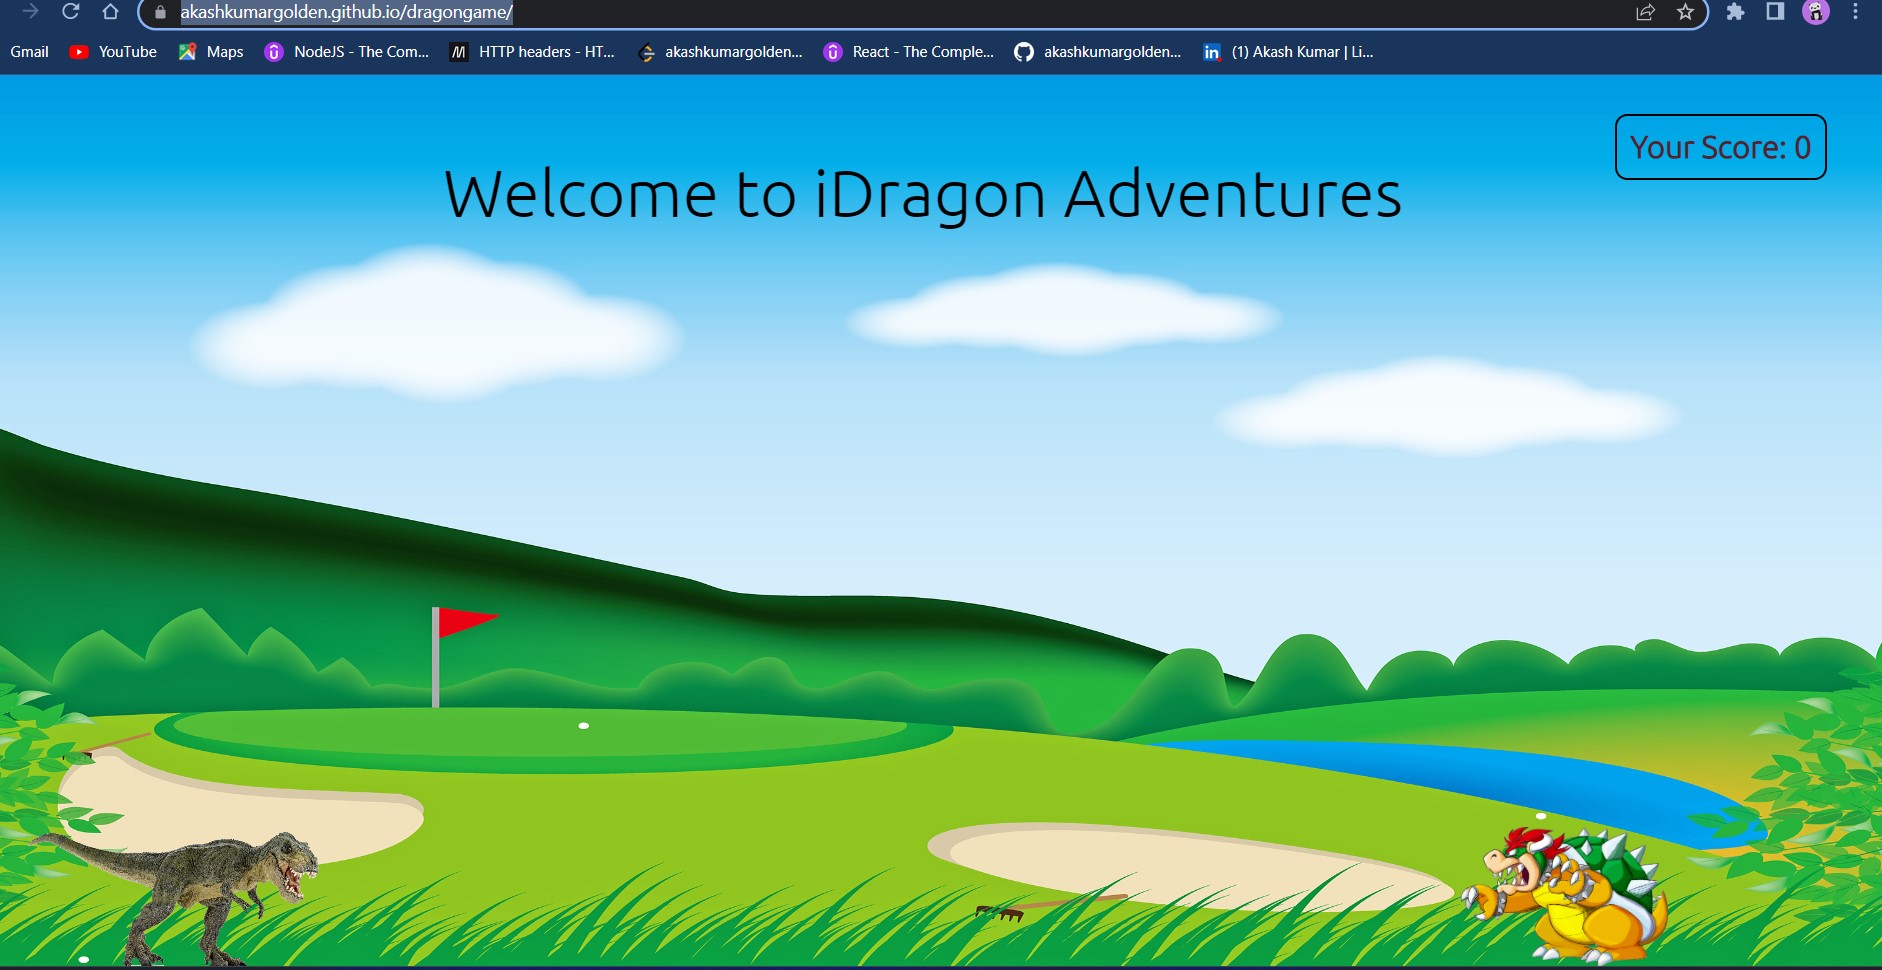 akashkumargolden.github.io/dragongame/
Gmail YouTube Maps NodeJS - The Com... HTTP headers - HT... akashkumargolden... React - The Comple... akashkumargolden... (1) Akash Kumar | Li...
Your Score: 0
Welcome to iDragon Adventures